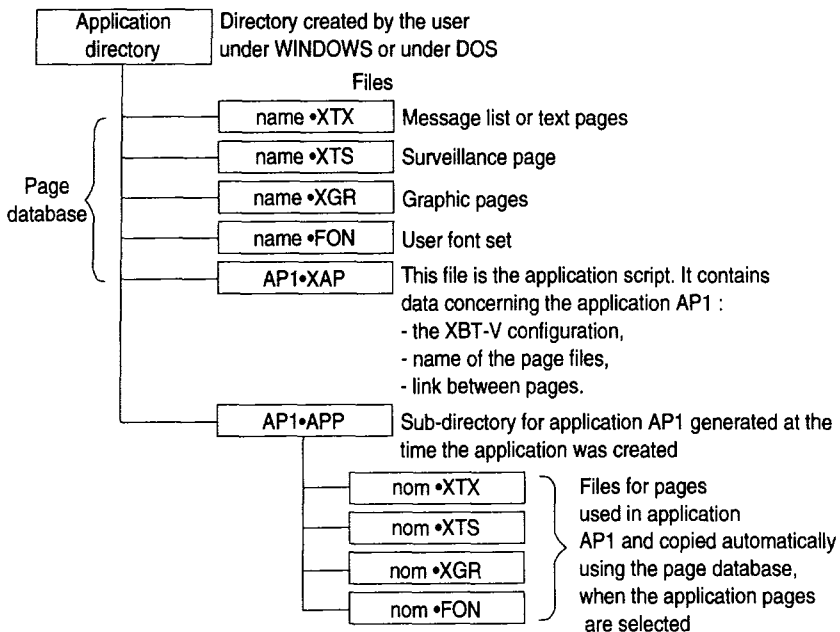 Application
directory
Directory created by the user
under WINDOWS or under DOS
Files
Page
database
name •XTX
Message list or text pages
name •XTS
Surveillance page
name •XGR
Graphic pages
name •FON
User font set
AP1•XAP
This file is the application script. It contains
data concerning the application AP1 :
- the XBT-V configuration,
- name of the page files,
- link between pages.
AP1•APP
Sub-directory for application AP1 generated at the
time the application was created
nom •XTX
nom •XTS
nom •XGR
nom •FON
Files for pages
used in application
AP1 and copied automatically
using the page database,
when the application pages
are selected